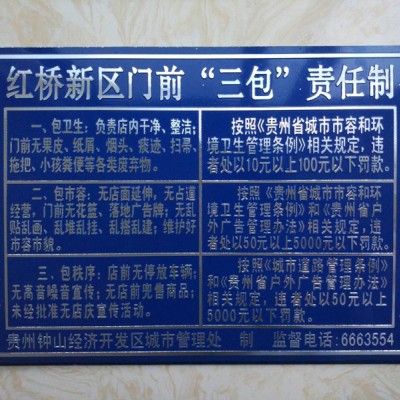 红桥新区门前“三包”责任制
一、包卫生：负责店内干净、整洁；
门前无果皮、纸屑、烟头、痰迹、扫帚、
拖把、小孩粪便等各类废弃物。
按照《贵州省城市市容和环
境卫生管理条例》相关规定，违
者处以10元以上100元以下罚款。
二、包市容：无店面延伸，无占道
经营，门前无花篮、落地广告牌；无乱
贴乱画、乱堆乱挂、乱搭乱建；维护好
市容市貌。
按照《贵州省城市市容和环
境卫生管理条例》和《贵州省户
外广告管理办法》相关规定，违
者处以50元以上5000元以下罚款。
三、包秩序：店前无停放车辆；
无高音噪音宣传；无店前兜售商品；
未经批准无店庆宣传活动。
按照《城市道路管理条例》
和《贵州省户外广告管理办法》
相关规定，违者处以50元以上
5000元以下罚款。
贵州钟山经济开发区城市管理处 制 监督电话：6663554